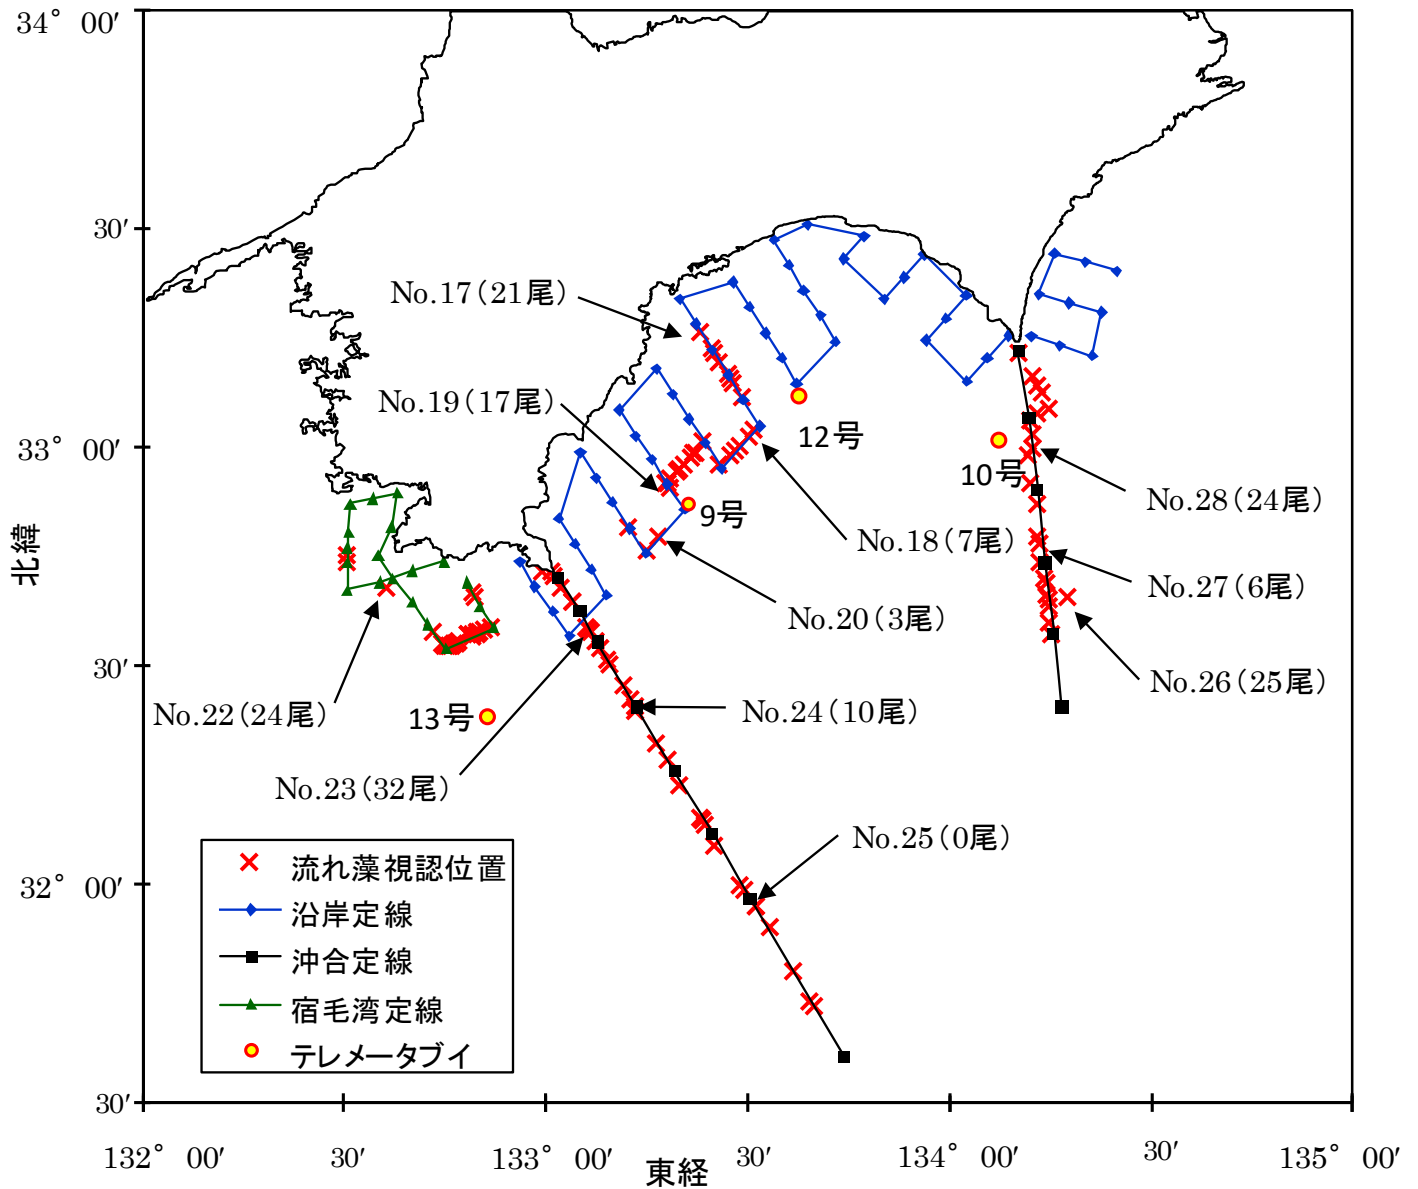 34° 00′
30′
No.17(21尾)
No.19(17尾)
12号
33° 00′
10号
No.28(24尾)
9号
No.18(7尾)
北緯
No.27(6尾)
No.20(3尾)
30′
No.26(25尾)
No.22(24尾)
13号
No.24(10尾)
No.23(32尾)
No.25(0尾)
流れ藻視認位置
32° 00′
沿岸定線
沖合定線
宿毛湾定線
テレメータブイ
30′
132° 00′
30′
133° 00′
30′
134° 00′
30′
135° 00′
東経